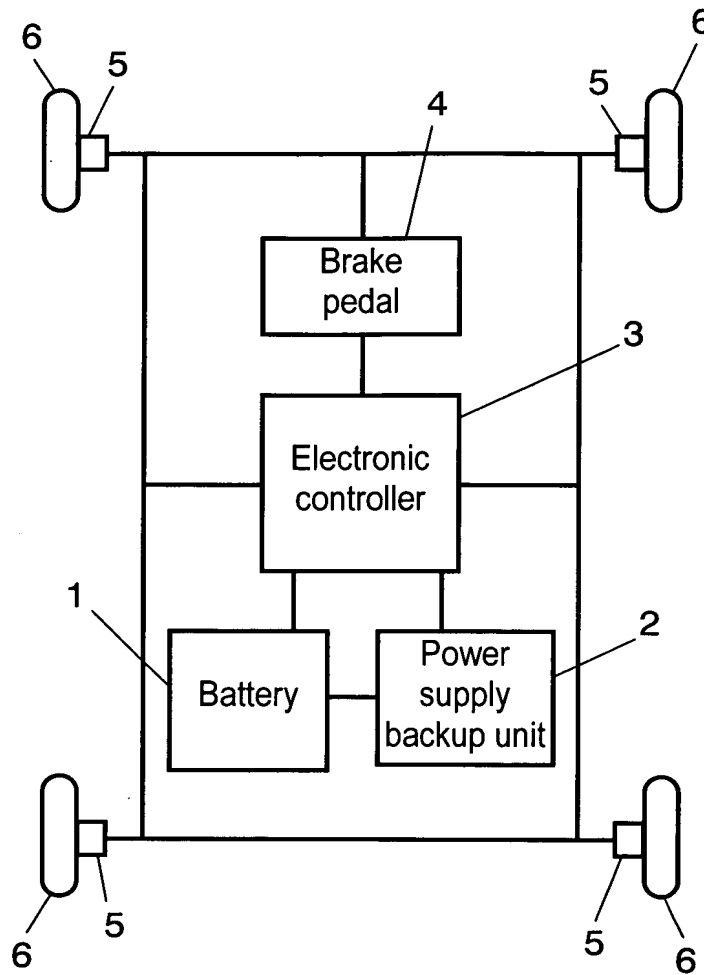 6
6
5
5
4
Brake
pedal
3
Electronic
controller
1
2
Battery
Power
supply
backup unit
5
5
6
6